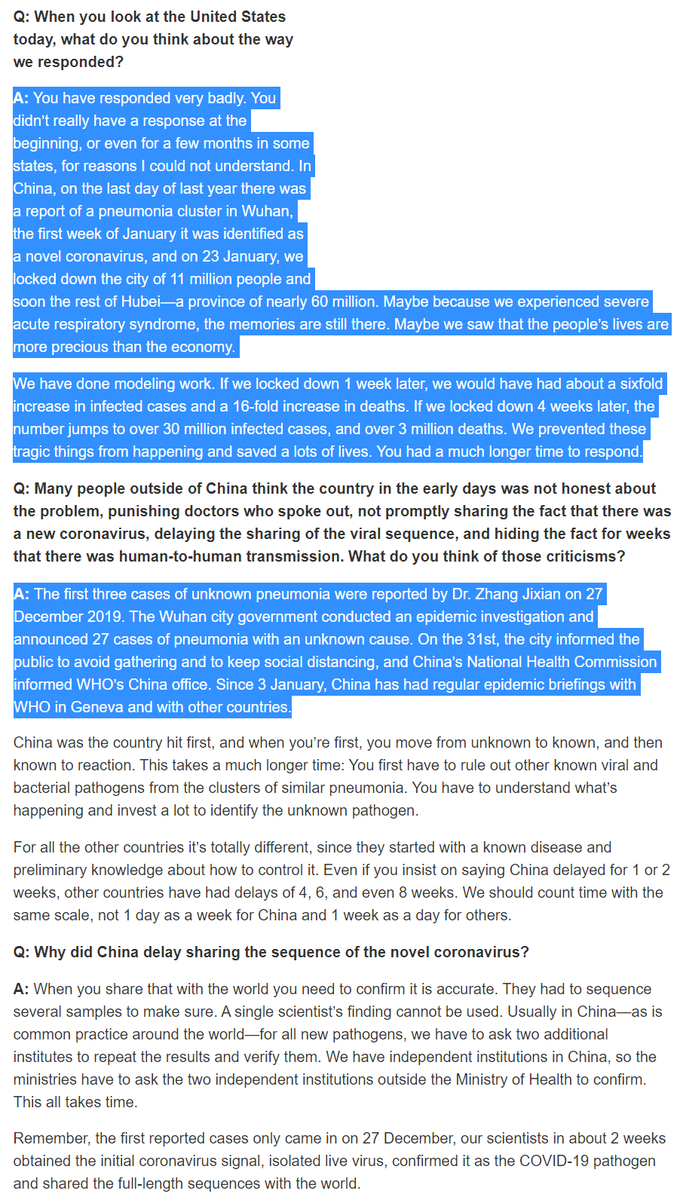 Q: When you look at the United States
today, what do you think about the way
we responded?
A: You have responded very badly. You
didn't really have a response at the
beginning, or even for a few months in some
states, for reasons I could not understand. In
China, on the last day of last year there was
a report of a pneumonia cluster in Wuhan,
the first week of January it was identified as
a novel coronavirus, and on 23 January, we
locked down the city of 11 million people and
soon the rest of Hubei—a province of nearly 60 million. Maybe because we experienced severe
acute respiratory syndrome, the memories are still there. Maybe we saw that the people's lives are
more precious than the economy.
We have done modeling work. If we locked down 1 week later, we would have had about a sixfold
increase in infected cases and a 16-fold increase in deaths. If we locked down 4 weeks later, the
number jumps to over 30 million infected cases, and over 3 million deaths. We prevented these
tragic things from happening and saved a lots of lives. You had a much longer time to respond.
Q: Many people outside of China think the country in the early days was not honest about
the problem, punishing doctors who spoke out, not promptly sharing the fact that there was
a new coronavirus, delaying the sharing of the viral sequence, and hiding the fact for weeks
that there was human-to-human transmission. What do you think of those criticisms?
A: The first three cases of unknown pneumonia were reported by Dr. Zhang Jixian on 27
December 2019. The Wuhan city government conducted an epidemic investigation and
announced 27 cases of pneumonia with an unknown cause. On the 31st, the city informed the
public to avoid gathering and to keep social distancing, and China's National Health Commission
informed WHO's China office. Since 3 January, China has had regular epidemic briefings with
WHO in Geneva and with other countries.
China was the country hit first, and when you're first, you move from unknown to known, and then
known to reaction. This takes a much longer time: You first have to rule out other known viral and
bacterial pathogens from the clusters of similar pneumonia. You have to understand what's
happening and invest a lot to identify the unknown pathogen.
For all the other countries it's totally different, since they started with a known disease and
preliminary knowledge about how to control it. Even if you insist on saying China delayed for 1 or 2
weeks, other countries have had delays of 4, 6, and even 8 weeks. We should count time with the
same scale, not 1 day as a week for China and 1 week as a day for others.
Q: Why did China delay sharing the sequence of the novel coronavirus?
A: When you share that with the world you need to confirm it is accurate. They had to sequence
several samples to make sure. A single scientist's finding cannot be used. Usually in China—as is
common practice around the world—for all new pathogens, we have to ask two additional
institutes to repeat the results and verify them. We have independent institutions in China, so the
ministries have to ask the two independent institutions outside the Ministry of Health to confirm.
This all takes time.
Remember, the first reported cases only came in on 27 December, our scientists in about 2 weeks
obtained the initial coronavirus signal, isolated live virus, confirmed it as the COVID-19 pathogen
and shared the full-length sequences with the world.